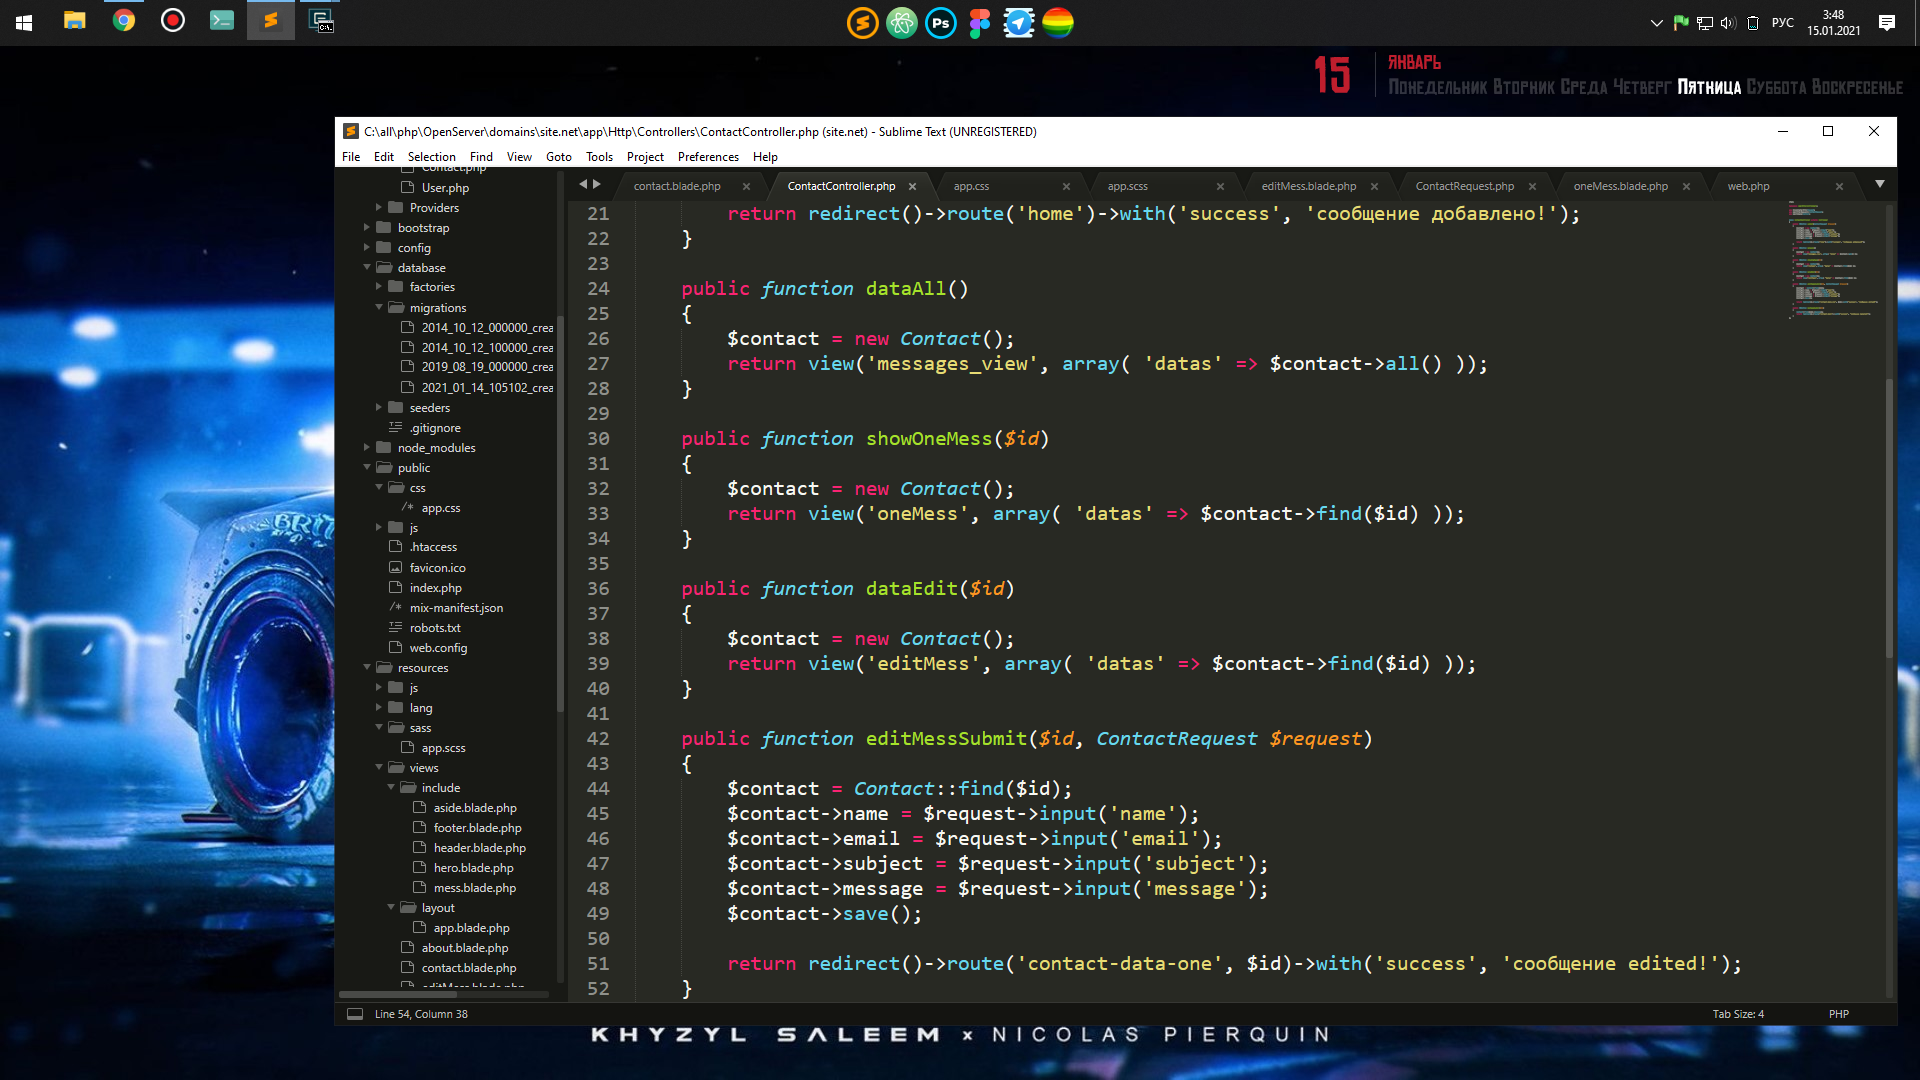 Ps
РУС
3:48
15.01.2021
15
ЯНВАРЬ
Понедельник Вторник Среда Четверг Пятница Суббота Воскресенье
C:\all\php\OpenServer\domains\site.net\app\Http\Controllers\ContactController.php (site.net) - Sublime Text (UNREGISTERED)
File Edit Selection Find View Goto Tools Project Preferences Help
contact.blade.php ContactController.php app.css app.scss editMess.blade.php ContactRequest.php oneMess.blade.php web.php
Contact.php
User.php
Providers
bootstrap
config
database
factories
migrations
2014_10_12_000000_crea
2014_10_12_100000_crea
2019_08_19_000000_crea
2021_01_14_105102_crea
seeders
.gitignore
node_modules
public
css
app.css
js
.htaccess
favicon.ico
index.php
mix-manifest.json
robots.txt
web.config
resources
js
lang
sass
app.scss
views
include
aside.blade.php
footer.blade.php
header.blade.php
hero.blade.php
mess.blade.php
layout
app.blade.php
about.blade.php
contact.blade.php
editMess.blade.php
21 return redirect()->route('home')->with('success', 'сообщение добавлено!');
22 }
23
24 public function dataAll()
25 {
26 $contact = new Contact();
27 return view('messages_view', array( 'datas' => $contact->all() ));
28 }
29
30 public function showOneMess($id)
31 {
32 $contact = new Contact();
33 return view('oneMess', array( 'datas' => $contact->find($id) ));
34 }
35
36 public function dataEdit($id)
37 {
38 $contact = new Contact();
39 return view('editMess', array( 'datas' => $contact->find($id) ));
40 }
41
42 public function editMessSubmit($id, ContactRequest $request)
43 {
44 $contact = Contact::find($id);
45 $contact->name = $request->input('name');
46 $contact->email = $request->input('email');
47 $contact->subject = $request->input('subject');
48 $contact->message = $request->input('message');
49 $contact->save();
50
51 return redirect()->route('contact-data-one', $id)->with('success', 'сообщение edited!');
52 }
Line 54, Column 38
Tab Size: 4
PHP
KHYZYL SALEEM x NICOLAS PIERQUIN